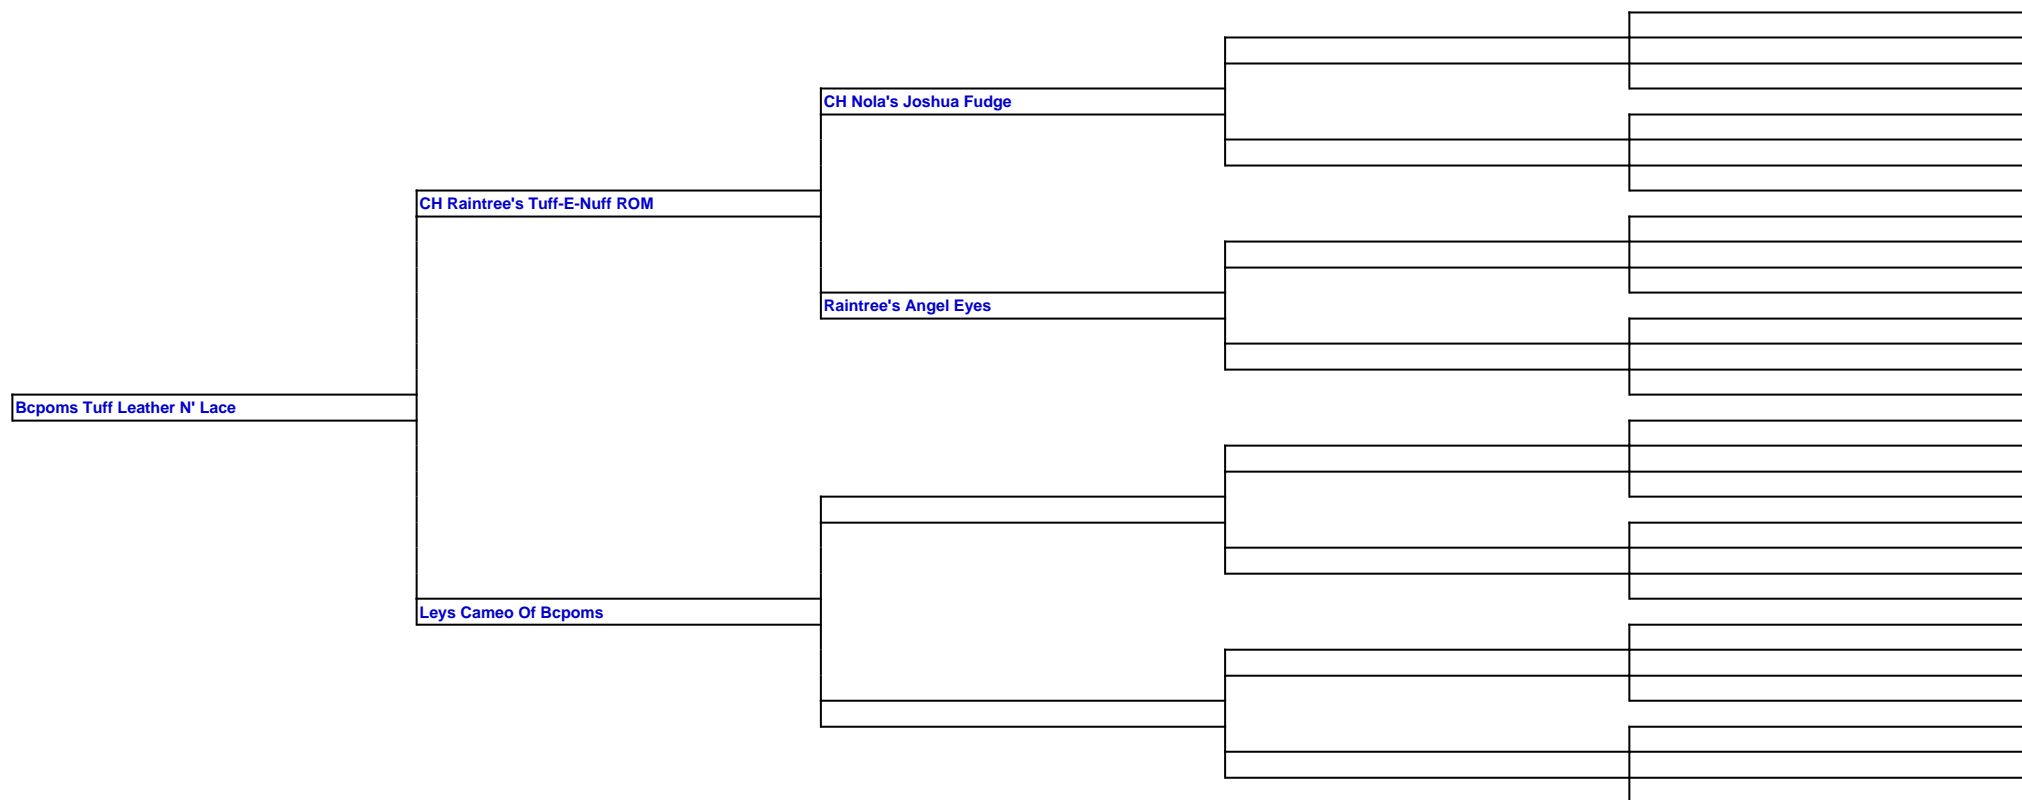 CH Nola's Joshua Fudge
CH Raintree's Tuff-E-Nuff ROM
Raintree's Angel Eyes
Bcpoms Tuff Leather N' Lace
Leys Cameo Of Bcpoms